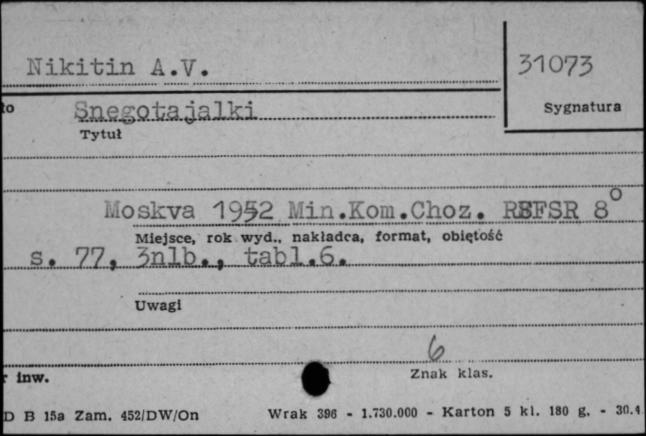 Nikitin A.V.
31073
to Snegotajalki
Sygnatura
Tytuł
Moskva 1952 Min.Kom.Choz. RSFSR 8°
Miejsce, rok wyd., nakładca, format, obiętość
s. 77, 3nlb., tabl.6.
Uwagi
6
r inw.
Znak klas.
D B 15a Zam. 452/DW/On Wrak 396 - 1.730.000 - Karton 5 kl. 180 g. - 30.4